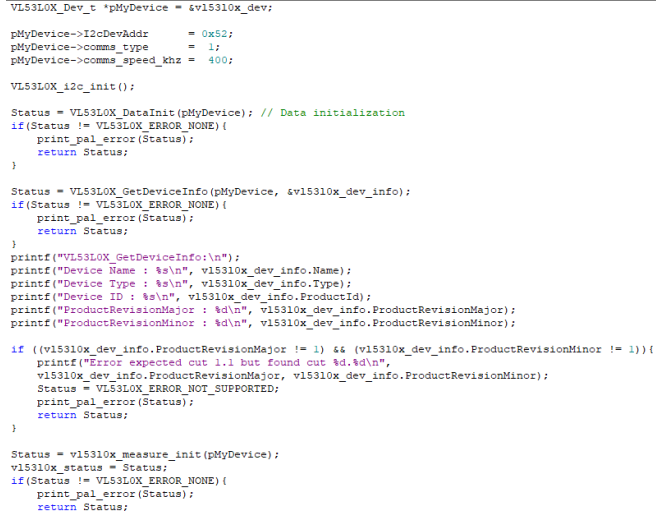 VL53L0X_Dev_t *pMyDevice = &vl53l0x_dev;
pMyDevice->I2cDevAddr      = 0x52;
pMyDevice->comms_type      =  1;
pMyDevice->comms_speed_khz =  400;
VL53L0X_i2c_init();
Status = VL53L0X_DataInit(pMyDevice); // Data initialization
if(Status != VL53L0X_ERROR_NONE){
    print_pal_error(Status);
    return Status;
}
Status = VL53L0X_GetDeviceInfo(pMyDevice, &vl53l0x_dev_info);
if(Status != VL53L0X_ERROR_NONE){
    print_pal_error(Status);
    return Status;
}
printf("VL53L0X_GetDeviceInfo:\n");
printf("Device Name : %s\n", vl53l0x_dev_info.Name);
printf("Device Type : %s\n", vl53l0x_dev_info.Type);
printf("Device ID : %s\n", vl53l0x_dev_info.ProductId);
printf("ProductRevisionMajor : %d\n", vl53l0x_dev_info.ProductRevisionMajor);
printf("ProductRevisionMinor : %d\n", vl53l0x_dev_info.ProductRevisionMinor);
if ((vl53l0x_dev_info.ProductRevisionMajor != 1) && (vl53l0x_dev_info.ProductRevisionMinor != 1)){
    printf("Error expected cut 1.1 but found cut %d.%d\n",
    vl53l0x_dev_info.ProductRevisionMajor, vl53l0x_dev_info.ProductRevisionMinor);
    Status = VL53L0X_ERROR_NOT_SUPPORTED;
    print_pal_error(Status);
    return Status;
}
Status = vl53l0x_measure_init(pMyDevice);
vl53l0x_status = Status;
if(Status != VL53L0X_ERROR_NONE){
    print_pal_error(Status);
    return Status;